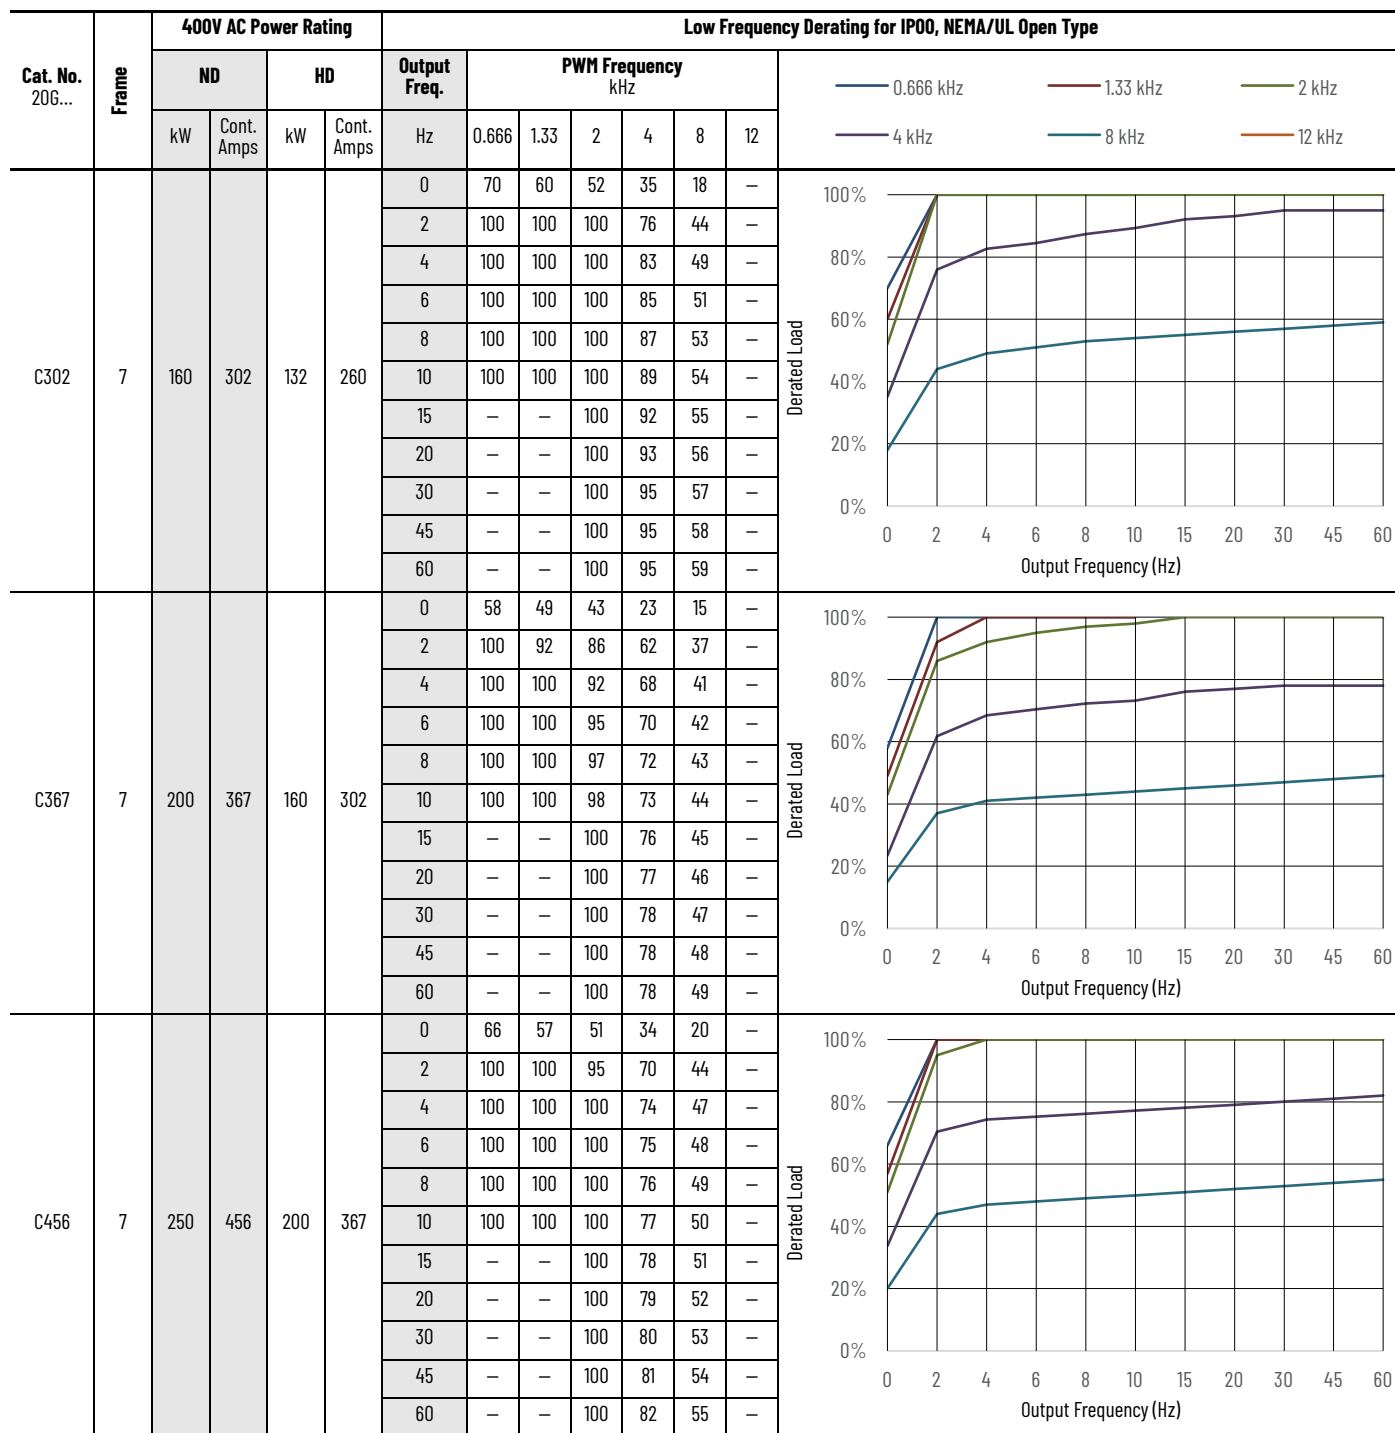 Cat. No. 20G... Frame 400V AC Power Rating Low Frequency Derating for IP00, NEMA/UL Open Type
ND HD Output Freq. PWM Frequency kHz
kW Cont. Amps kW Cont. Amps Hz 0.666 1.33 2 4 8 12
0.666 kHz 1.33 kHz 2 kHz
4 kHz 8 kHz 12 kHz
C302 7 160 302 132 260
0 70 60 52 35 18 –
2 100 100 100 76 44 –
4 100 100 100 83 49 –
6 100 100 100 85 51 –
8 100 100 100 87 53 –
10 100 100 100 89 54 –
15 – – 100 92 55 –
20 – – 100 93 56 –
30 – – 100 95 57 –
45 – – 100 95 58 –
60 – – 100 95 59 –
Derated Load
100%
80%
60%
40%
20%
0%
0 2 4 6 8 10 15 20 30 45 60
Output Frequency (Hz)
C367 7 200 367 160 302
0 58 49 43 23 15 –
2 100 92 86 62 37 –
4 100 100 92 68 41 –
6 100 100 95 70 42 –
8 100 100 97 72 43 –
10 100 100 98 73 44 –
15 – – 100 76 45 –
20 – – 100 77 46 –
30 – – 100 78 47 –
45 – – 100 78 48 –
60 – – 100 78 49 –
Derated Load
100%
80%
60%
40%
20%
0%
0 2 4 6 8 10 15 20 30 45 60
Output Frequency (Hz)
C456 7 250 456 200 367
0 66 57 51 34 20 –
2 100 100 95 70 44 –
4 100 100 100 74 47 –
6 100 100 100 75 48 –
8 100 100 100 76 49 –
10 100 100 100 77 50 –
15 – – 100 78 51 –
20 – – 100 79 52 –
30 – – 100 80 53 –
45 – – 100 81 54 –
60 – – 100 82 55 –
Derated Load
100%
80%
60%
40%
20%
0%
0 2 4 6 8 10 15 20 30 45 60
Output Frequency (Hz)